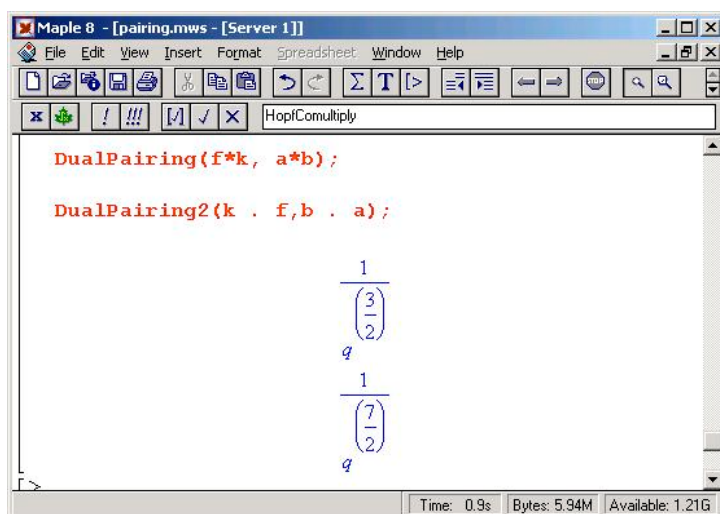 Maple 8 - [pairing.mws - [Server 1]]
File Edit View Insert Format Spreadsheet Window Help
Σ T [>
STOP
x ! !!! [√] √ X HopfComultiply
DualPairing(f*k, a*b);
DualPairing2(k . f,b . a);
1
q
(3/2)
1
q
(7/2)
[>
Time: 0.9s Bytes: 5.94M Available: 1.21G